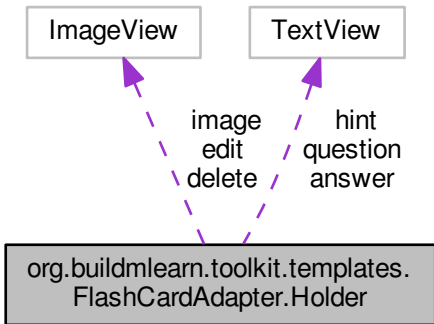 ImageView
TextView
image
edit
delete
hint
question
answer
org.buildmlearn.toolkit.templates.
FlashCardAdapter.Holder